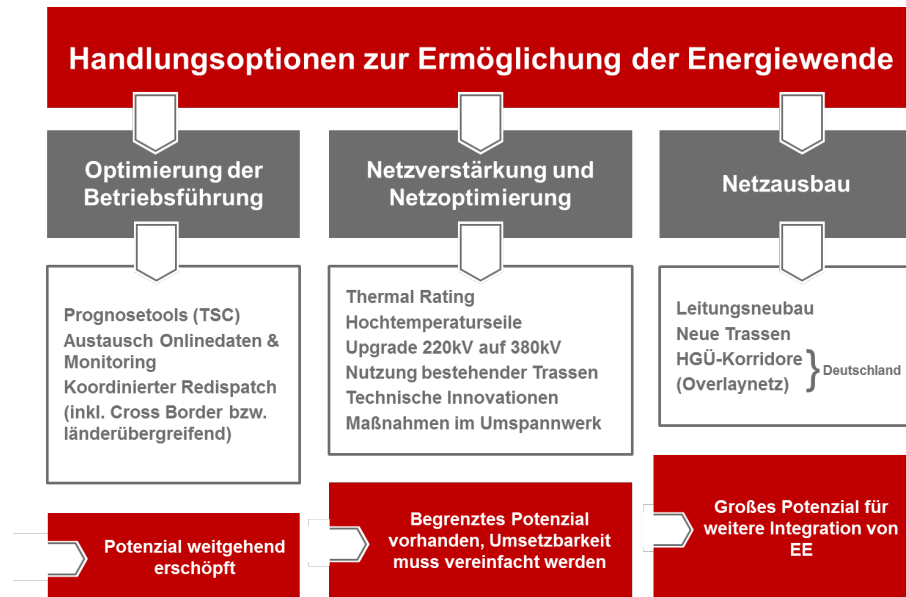 Handlungsoptionen zur Ermöglichung der Energiewende
Optimierung der
Betriebsführung
Netzverstärkung und
Netzoptimierung
Netzausbau
Prognosetools (TSC)
Austausch Onlinedaten &
Monitoring
Koordinierter Redispatch
(inkl. Cross Border bzw.
länderübergreifend)
Thermal Rating
Hochtemperaturseile
Upgrade 220kV auf 380kV
Nutzung bestehender Trassen
Technische Innovationen
Maßnahmen im Umspannwerk
Leitungsneubau
Neue Trassen
HGÜ-Korridore
(Overlaynetz)
} Deutschland
Potenzial weitgehend
erschöpft
Begrenztes Potenzial
vorhanden, Umsetzbarkeit
muss vereinfacht werden
Großes Potenzial für
weitere Integration von
EE